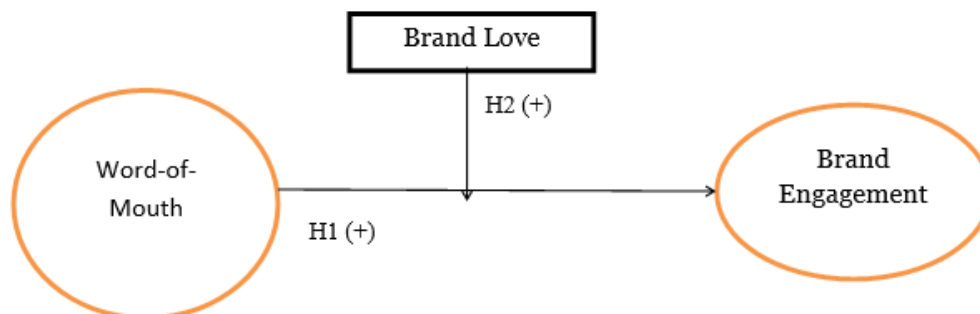 Brand Love
H2 (+)
Word-of-
Mouth
Brand
Engagement
H1 (+)